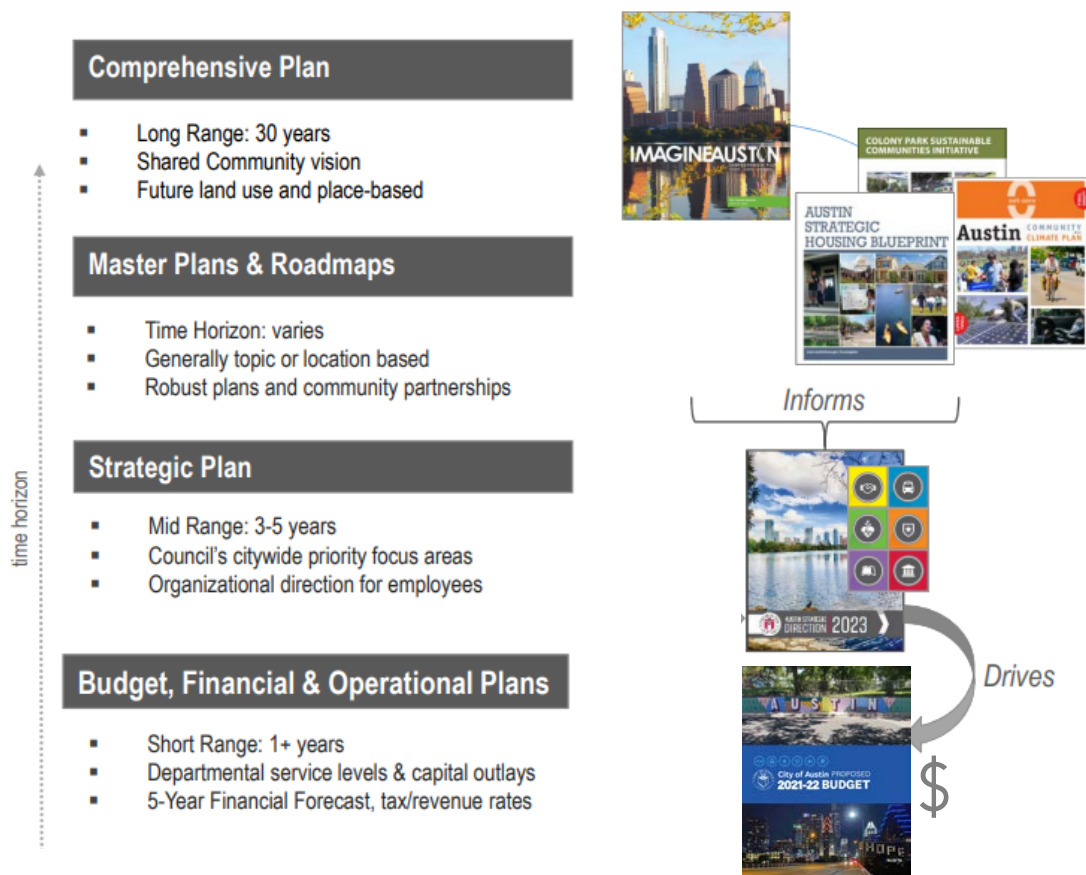 Comprehensive Plan
▪ Long Range: 30 years
▪ Shared Community vision
▪ Future land use and place-based
Master Plans & Roadmaps
▪ Time Horizon: varies
▪ Generally topic or location based
▪ Robust plans and community partnerships
Strategic Plan
▪ Mid Range: 3-5 years
▪ Council's citywide priority focus areas
▪ Organizational direction for employees
Budget, Financial & Operational Plans
▪ Short Range: 1+ years
▪ Departmental service levels & capital outlays
▪ 5-Year Financial Forecast, tax/revenue rates
time horizon
IMAGINEAUSTIN
COLONY PARK SUSTAINABLE
COMMUNITIES INITIATIVE
AUSTIN
STRATEGIC
HOUSING BLUEPRINT
net-zero
Austin COMMUNITY
CLIMATE PLAN
Informs
AUSTIN STRATEGIC
DIRECTION 2023
Drives
AUSTIN
City of Austin PROPOSED
2021-22 BUDGET
HOPE
$